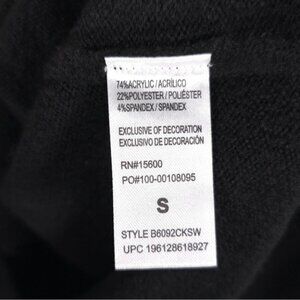 74%ACRYLIC / ACRÍLICO
22%POLYESTER / POLIÉSTER
4%SPANDEX / SPANDEX
EXCLUSIVE OF DECORATION
EXCLUSIVO DE DECORACIÓN
RN#15600
PO#100-00108095
S
STYLE B6092CKSW
UPC 196128618927